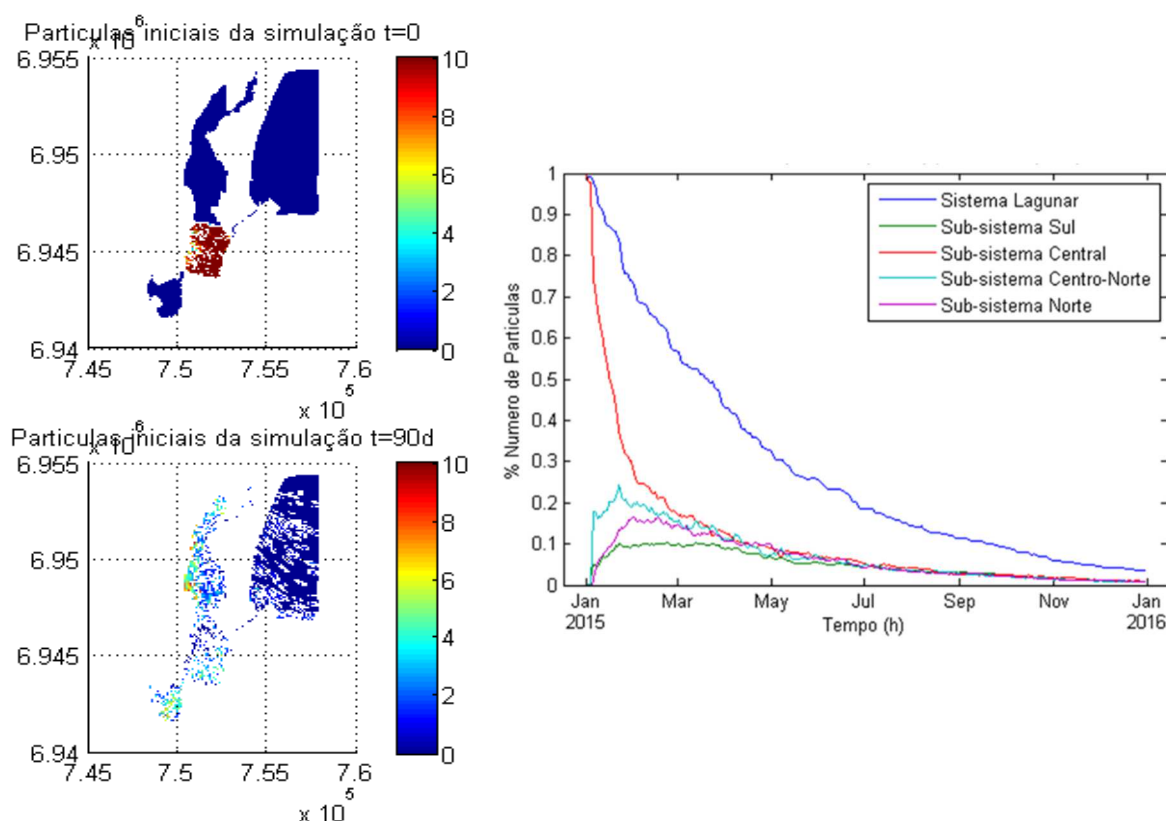 Particulas iniciais da simulação t=0
x 10^6
6.955
6.95
6.945
6.94
7.45 7.5 7.55 7.6
x 10^5
10
8
6
4
2
0
Particulas iniciais da simulação t=90d
x 10^6
6.955
6.95
6.945
6.94
7.45 7.5 7.55 7.6
x 10^5
10
8
6
4
2
0
% Numero de Particulas
1
0.9
0.8
0.7
0.6
0.5
0.4
0.3
0.2
0.1
0
Sistema Lagunar
Sub-sistema Sul
Sub-sistema Central
Sub-sistema Centro-Norte
Sub-sistema Norte
Jan Mar May Jul Sep Nov Jan
2015 2016
Tempo (h)